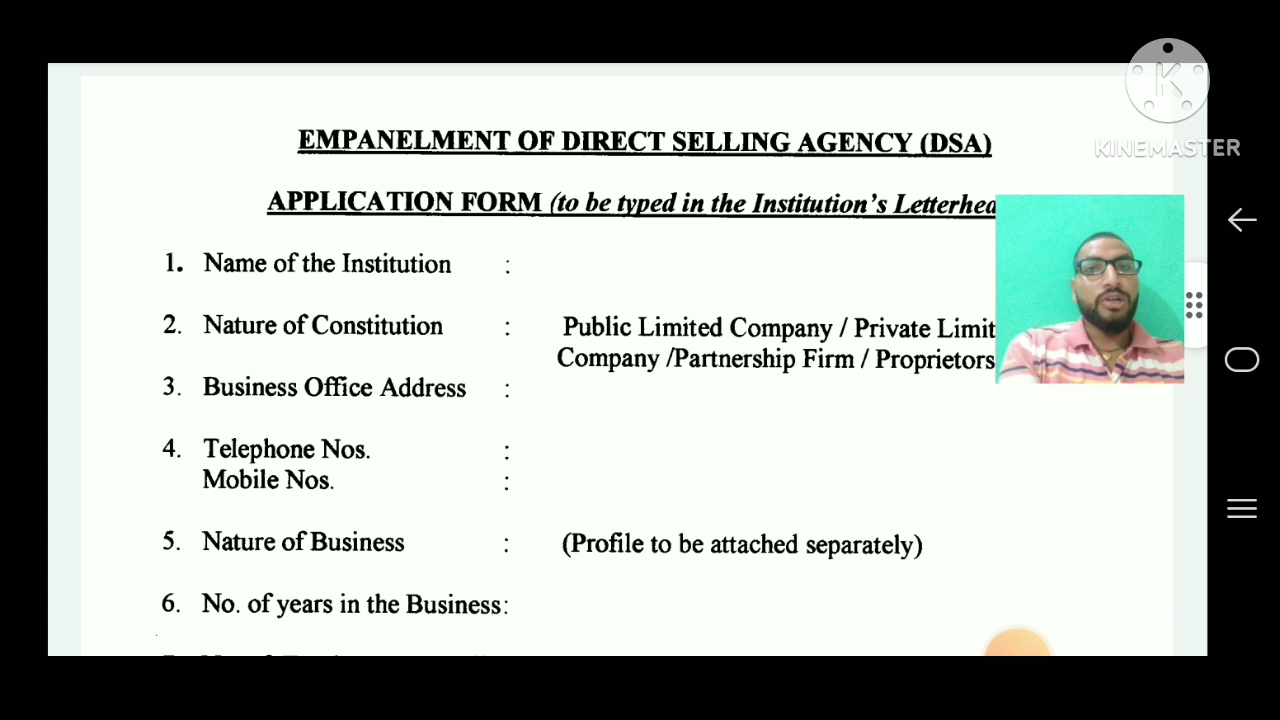 EMPANELMENT OF DIRECT SELLING AGENCY (DSA)
APPLICATION FORM (to be typed in the Institution's Letterhea
1. Name of the Institution :
2. Nature of Constitution : Public Limited Company / Private Limit
Company /Partnership Firm / Proprietors
3. Business Office Address :
4. Telephone Nos. :
Mobile Nos. :
5. Nature of Business : (Profile to be attached separately)
6. No. of years in the Business:
K
KINEMASTER